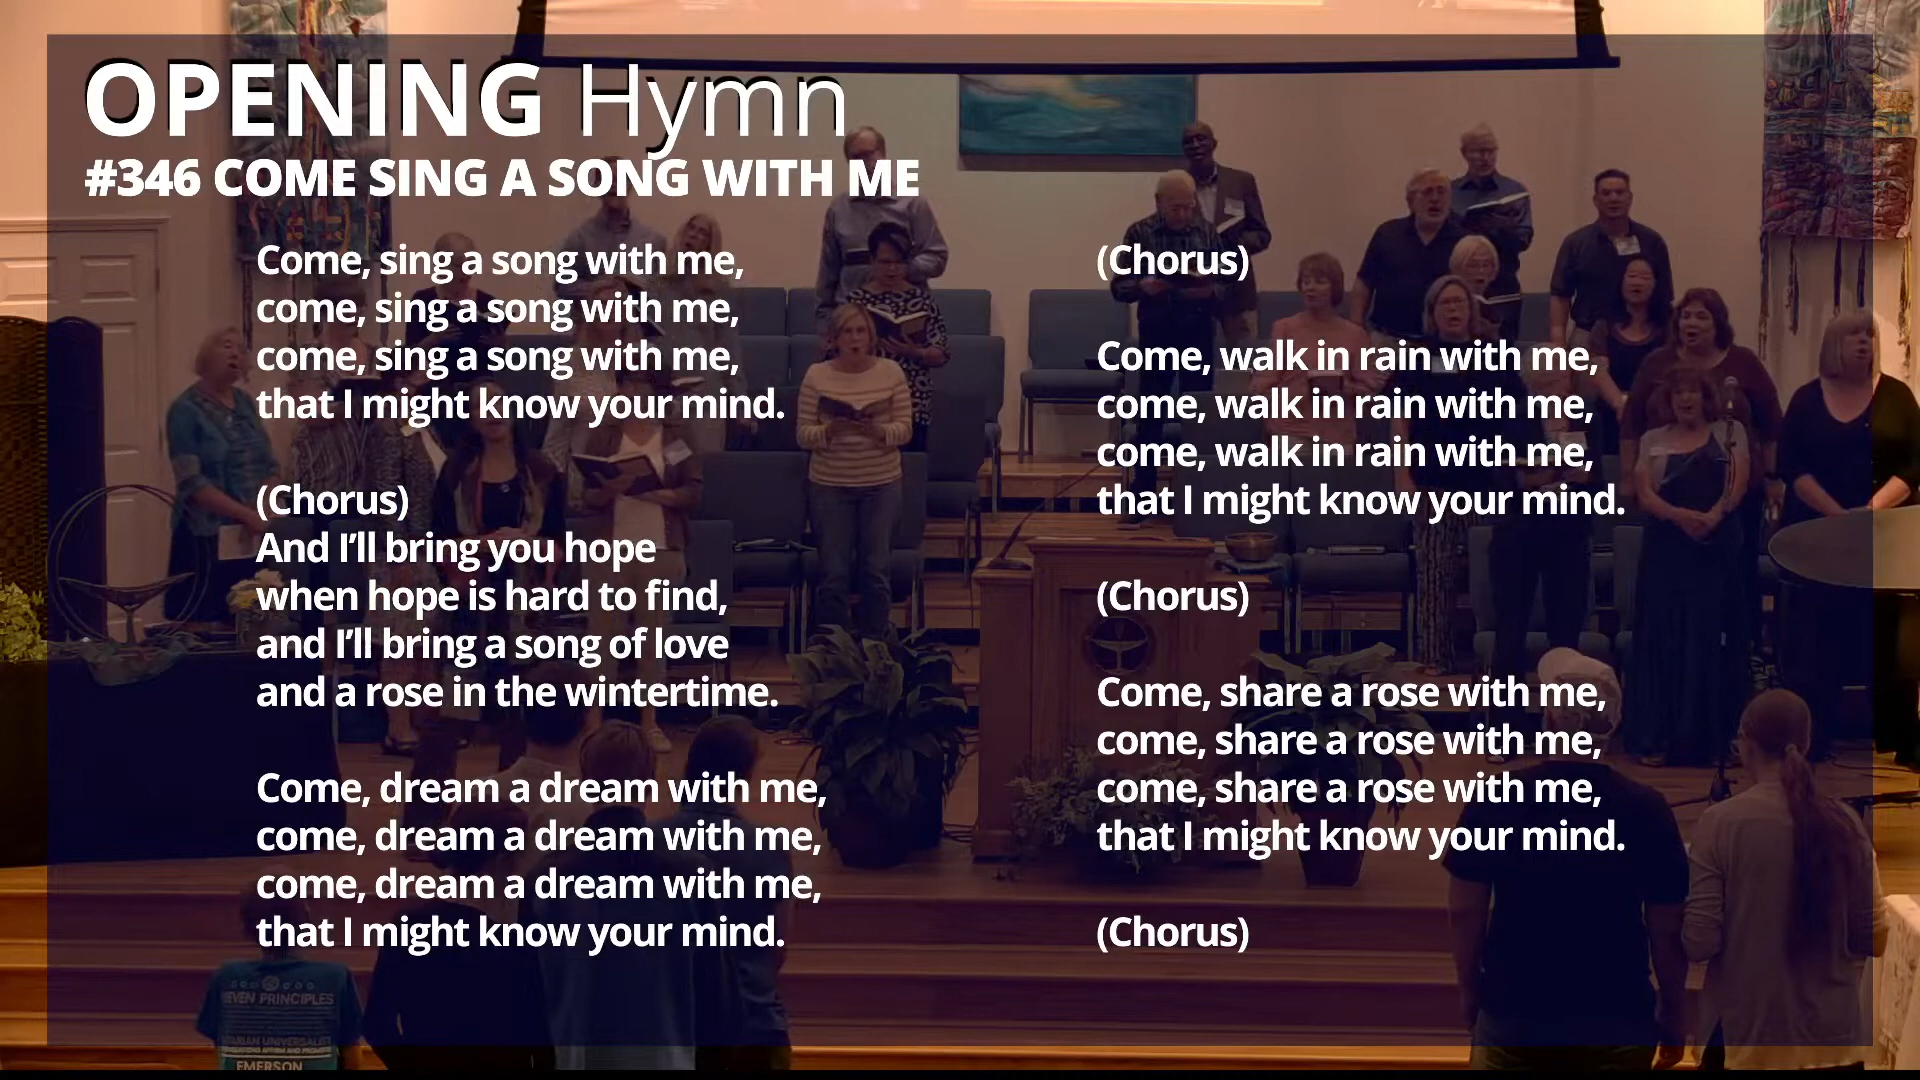 OPENING Hymn
#346 COME SING A SONG WITH ME
Come, sing a song with me,
come, sing a song with me,
come, sing a song with me,
that I might know your mind.
(Chorus)
And I’ll bring you hope
when hope is hard to find,
and I’ll bring a song of love
and a rose in the wintertime.
Come, dream a dream with me,
come, dream a dream with me,
come, dream a dream with me,
that I might know your mind.
(Chorus)
Come, walk in rain with me,
come, walk in rain with me,
come, walk in rain with me,
that I might know your mind.
(Chorus)
Come, share a rose with me,
come, share a rose with me,
come, share a rose with me,
that I might know your mind.
(Chorus)
SEVEN PRINCIPLES
EMERSON